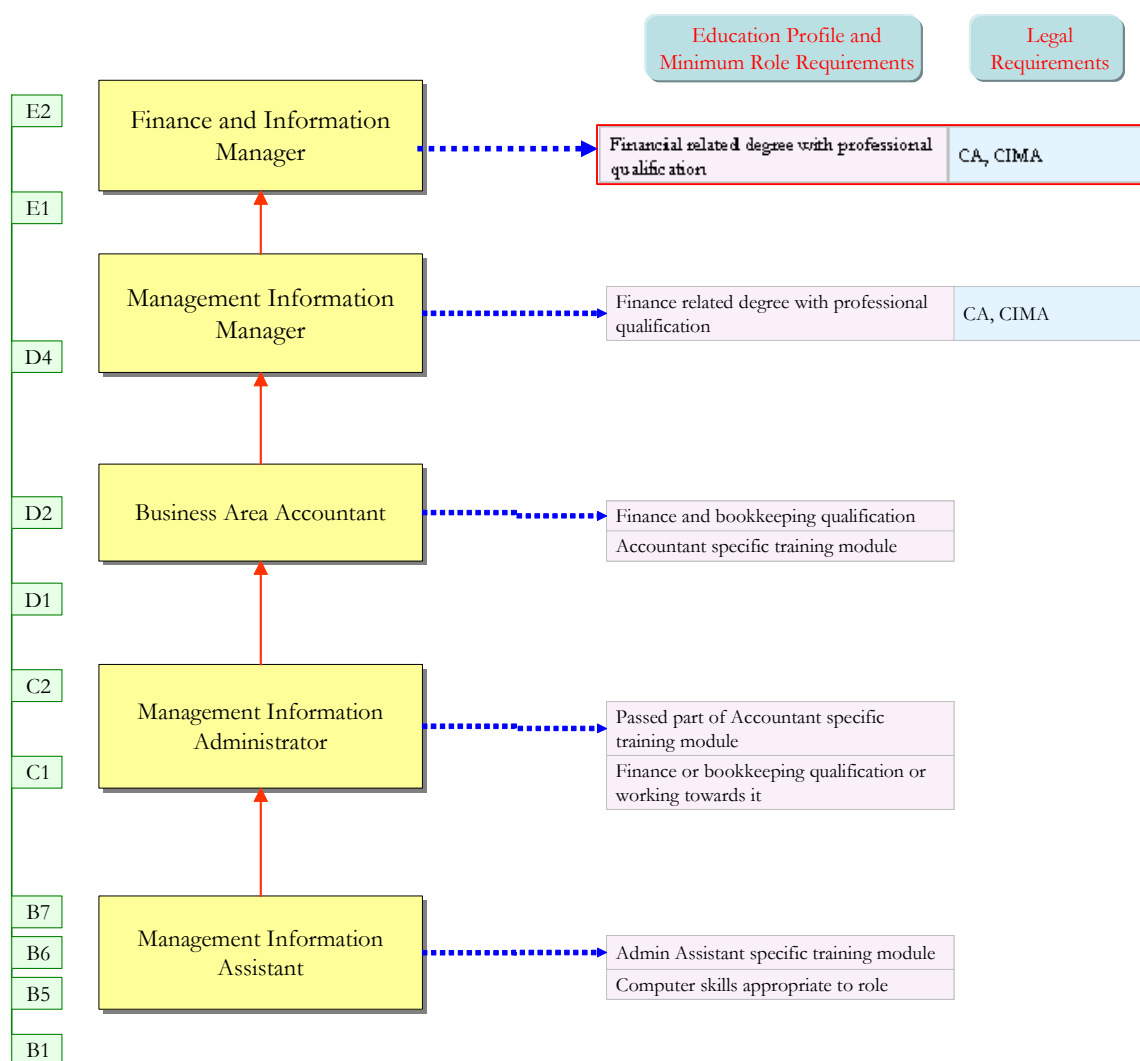 Education Profile and
Minimum Role Requirements
Legal
Requirements
E2
Finance and Information
Manager
Financial related degree with professional
qualification
CA, CIMA
E1
Management Information
Manager
Finance related degree with professional
qualification
CA, CIMA
D4
D2
Business Area Accountant
Finance and bookkeeping qualification
Accountant specific training module
D1
C2
Management Information
Administrator
Passed part of Accountant specific
training module
Finance or bookkeeping qualification or
working towards it
C1
B7
Management Information
Assistant
B6
Admin Assistant specific training module
Computer skills appropriate to role
B5
B1